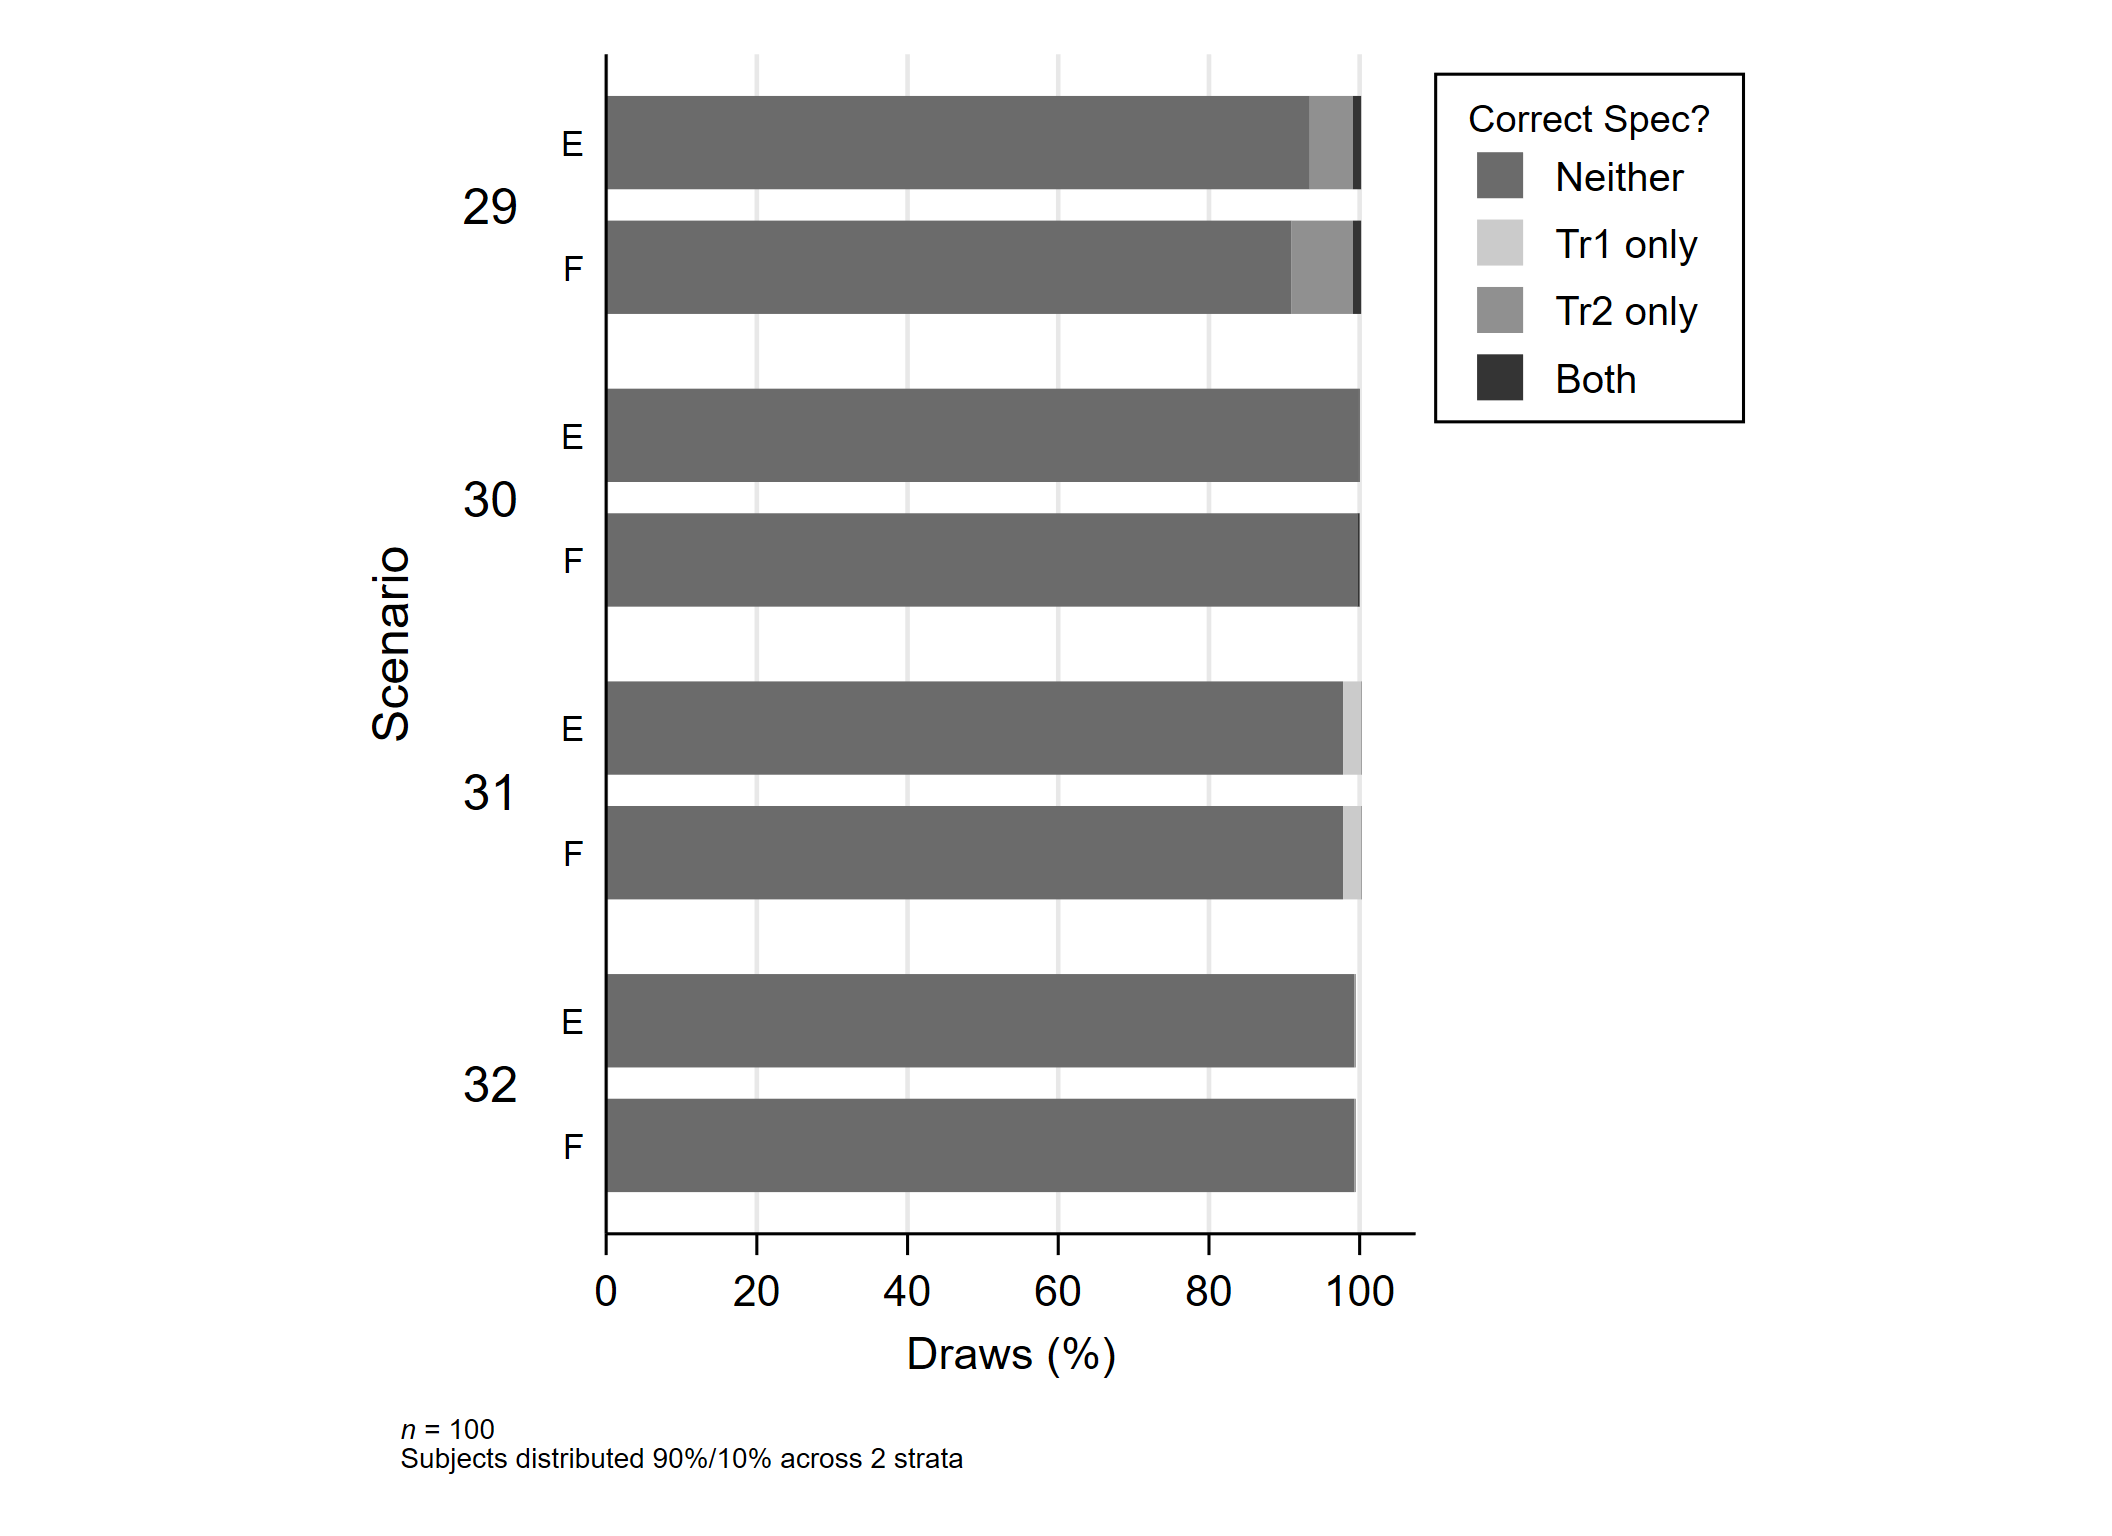 Correct Spec?
Neither
Tr1 only
Tr2 only
Both
Scenario
29
E
F
30
E
F
31
E
F
32
E
F
0 20 40 60 80 100
Draws (%)
n = 100
Subjects distributed 90%/10% across 2 strata